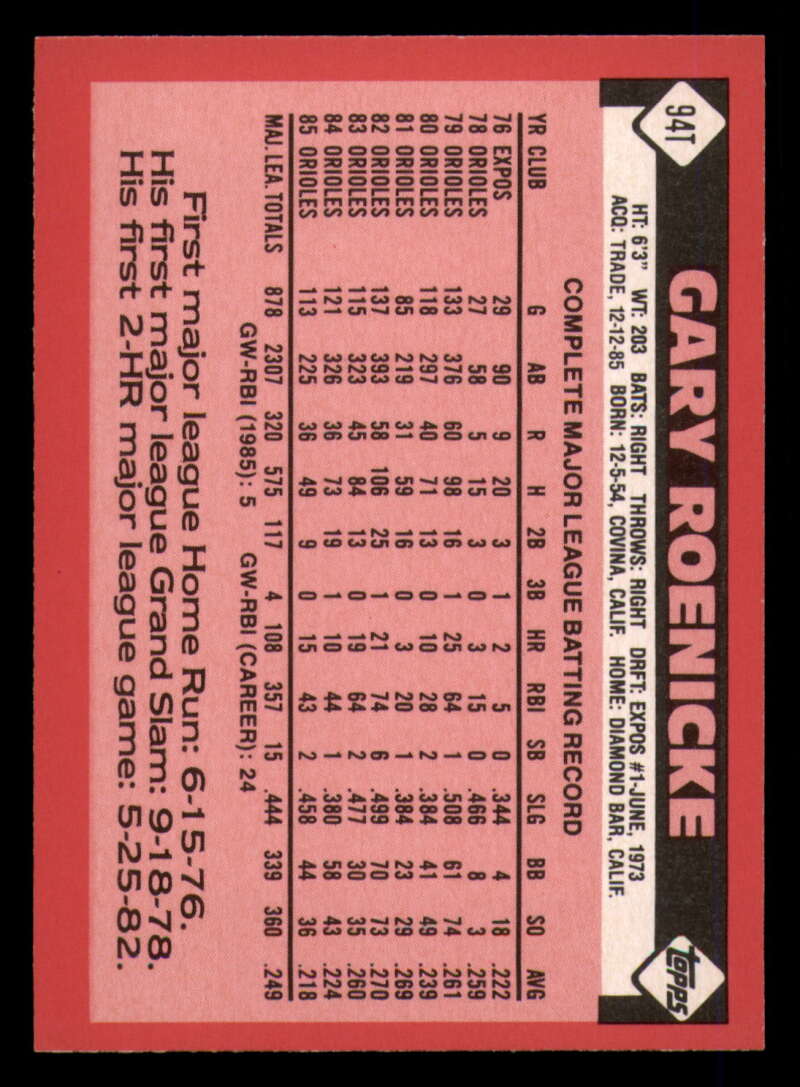 94T
GARY ROENICKE
TOPPS
HT: 6'3" WT: 203 BATS: RIGHT THROWS: RIGHT DRFT: EXPOS #1-JUNE, 1973
ACQ: TRADE, 12-12-85 BORN: 12-5-54, COVINA, CALIF. HOME: DIAMOND BAR, CALIF.
COMPLETE MAJOR LEAGUE BATTING RECORD
YR CLUB G AB R H 2B 3B HR RBI SB SLG BB SO AVG
76 EXPOS 29 90 9 20 3 1 2 5 0 .344 4 18 .222
78 ORIOLES 27 58 5 15 3 0 3 15 0 .466 8 3 .259
79 ORIOLES 133 376 60 98 16 1 25 64 1 .508 61 74 .261
80 ORIOLES 118 297 40 71 13 0 10 28 2 .384 41 49 .239
81 ORIOLES 85 219 31 59 16 0 3 20 1 .384 23 29 .269
82 ORIOLES 137 393 58 106 25 1 21 74 6 .499 70 73 .270
83 ORIOLES 115 323 45 84 13 0 19 64 2 .477 30 35 .260
84 ORIOLES 121 326 36 73 19 1 10 44 1 .380 58 43 .224
85 ORIOLES 113 225 36 49 9 0 15 43 2 .458 44 36 .218
MAJ. LEA. TOTALS 878 2307 320 575 117 4 108 357 15 .444 339 360 .249
GW-RBI (1985): 5 GW-RBI (CAREER): 24
First major league Home Run: 6-15-76.
His first major league Grand Slam: 9-18-78.
His first 2-HR major league game: 5-25-82.